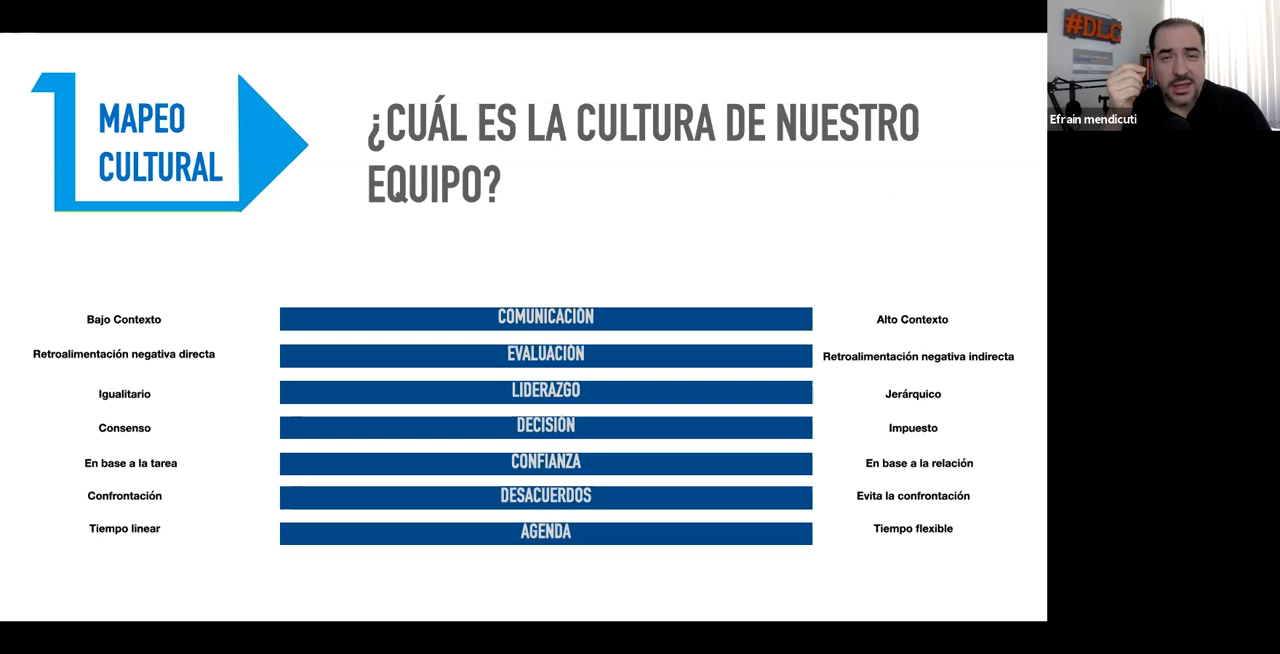 MAPEO
CULTURAL
¿CUÁL ES LA CULTURA DE NUESTRO
EQUIPO?
Bajo Contexto
COMUNICACIÓN
Alto Contexto
Retroalimentación negativa directa
EVALUACIÓN
Retroalimentación negativa indirecta
Igualitario
LIDERAZGO
Jerárquico
Consenso
DECISIÓN
Impuesto
En base a la tarea
CONFIANZA
En base a la relación
Confrontación
DESACUERDOS
Evita la confrontación
Tiempo linear
AGENDA
Tiempo flexible
#DLC
Efrain mendicuti